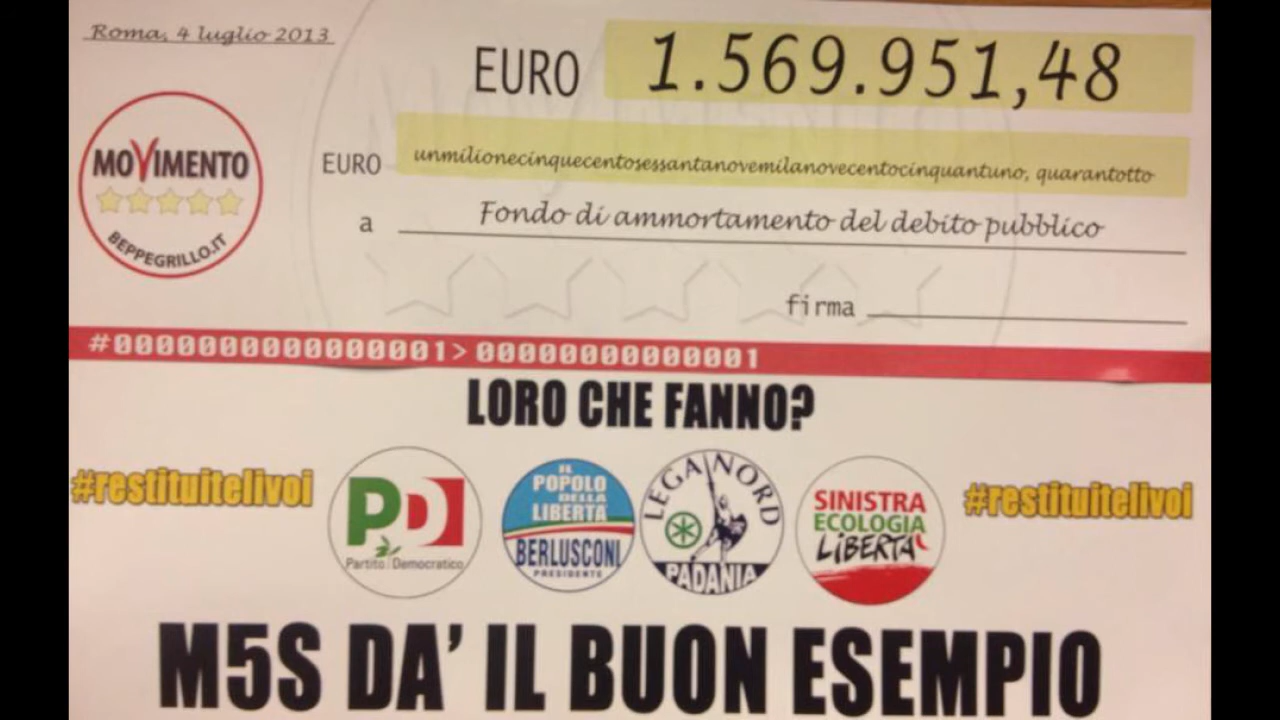 Roma, 4 luglio 2013
EURO 1.569.951,48
MOVIMENTO
BEPPEGRILLO.IT
EURO unmilionecinquecentosessantanovemilanovecentocinquantuno, quarantotto
a Fondo di ammortamento del debito pubblico
firma
#0000000000000001> 00000000000001
LORO CHE FANNO?
#restituitelivoi
PD
Partito Democratico
IL
POPOLO
DELLA
LIBERTA
BERLUSCONI
PRESIDENTE
LEGA NORD
PADANIA
SINISTRA
ECOLOGIA
LIBERTA'
#restituitelivoi
M5S DA' IL BUON ESEMPIO